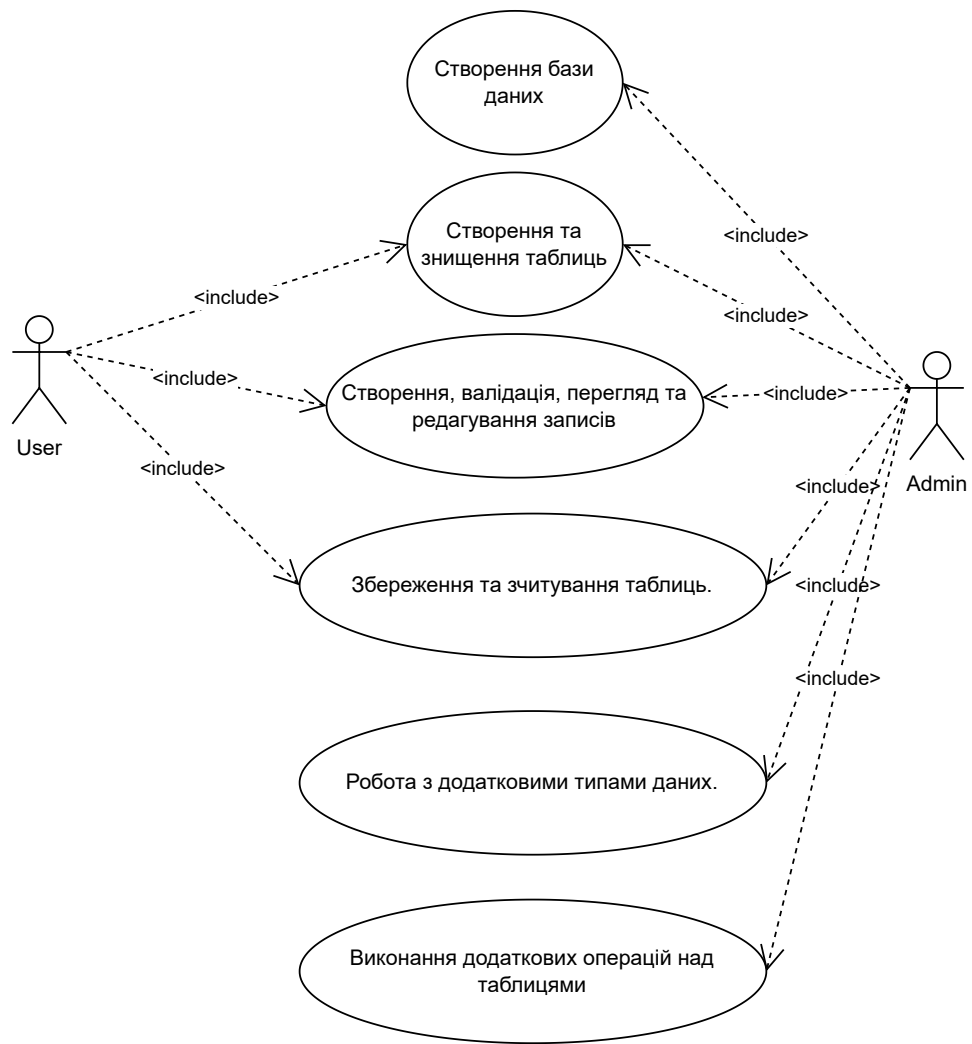 Створення бази
даних
<include>
Створення та
знищення таблиць
<include>
<include>
<include>
<include>
Створення, валідація, перегляд та
редагування записів
<include>
User
<include>
Admin
<include>
Збереження та зчитування таблиць.
<include>
<include>
Робота з додатковими типами даних.
Виконання додаткових операцій над
таблицями